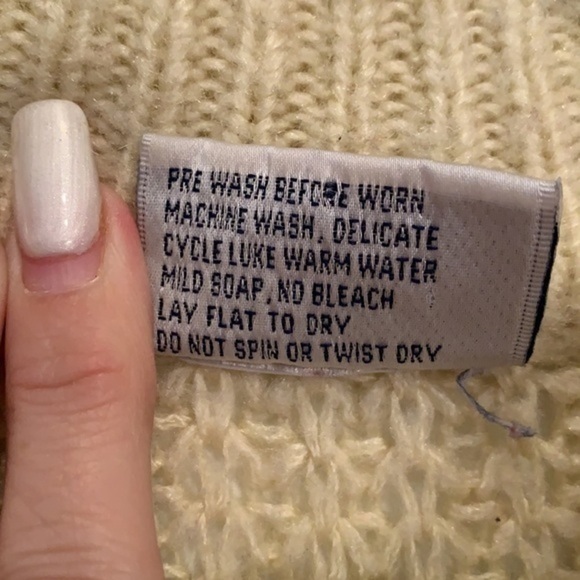 PRE WASH BEFORE WORN
MACHINE WASH, DELICATE
CYCLE LUKE WARM WATER
MILD SOAP, NO BLEACH
LAY FLAT TO DRY
DO NOT SPIN OR TWIST DRY